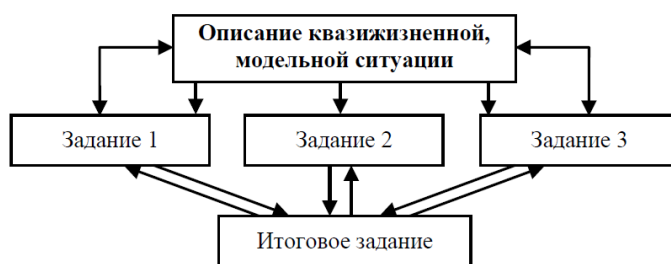 Описание квазижизненной,
модельной ситуации
Задание 1
Задание 2
Задание 3
Итоговое задание